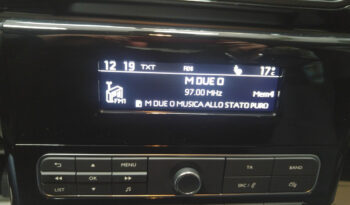 12 19 TXT RDS 17°c
M DUE O
97.00 MHz Mem4
FM1
M DUE O MUSICA ALLO STATO PURO
MENU TA BAND
OK SRC
LIST